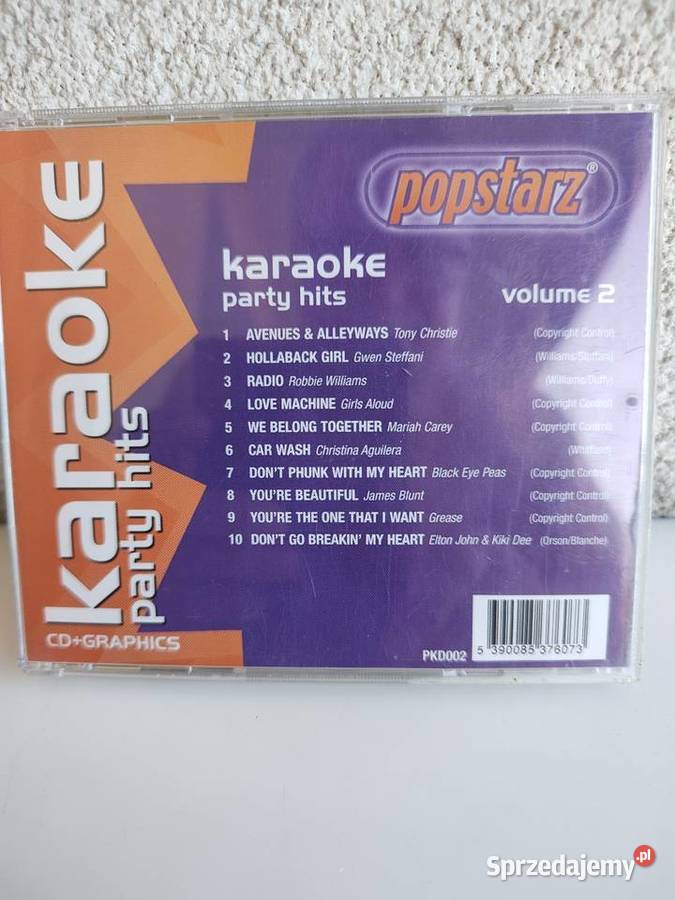 popstarz®
karaoke
party hits
volume 2
1 AVENUES & ALLEYWAYS Tony Christie (Copyright Control)
2 HOLLABACK GIRL Gwen Steffani (Williams/Steffani)
3 RADIO Robbie Williams (Williams/Duffy)
4 LOVE MACHINE Girls Aloud (Copyright Control)
5 WE BELONG TOGETHER Mariah Carey (Copyright Control)
6 CAR WASH Christina Aguilera (Whitfield)
7 DON'T PHUNK WITH MY HEART Black Eye Peas (Copyright Control)
8 YOU'RE BEAUTIFUL James Blunt (Copyright Control)
9 YOU'RE THE ONE THAT I WANT Grease (Copyright Control)
10 DON'T GO BREAKIN' MY HEART Elton John & Kiki Dee (Orson/Blanche)
karaoke
party hits
CD+GRAPHICS
PKD002
5 390085 376073
Sprzedajemy.pl